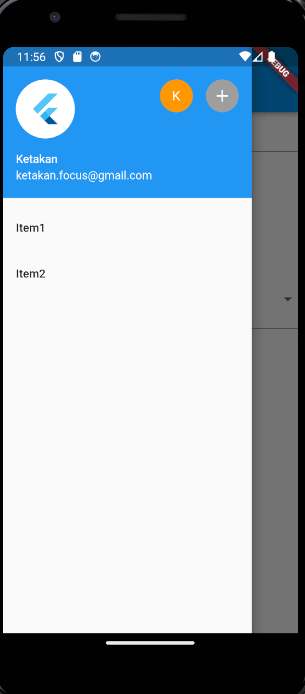 11:56
DEBUG
K
+
Ketakan
ketakan.focus@gmail.com
Item1
Item2